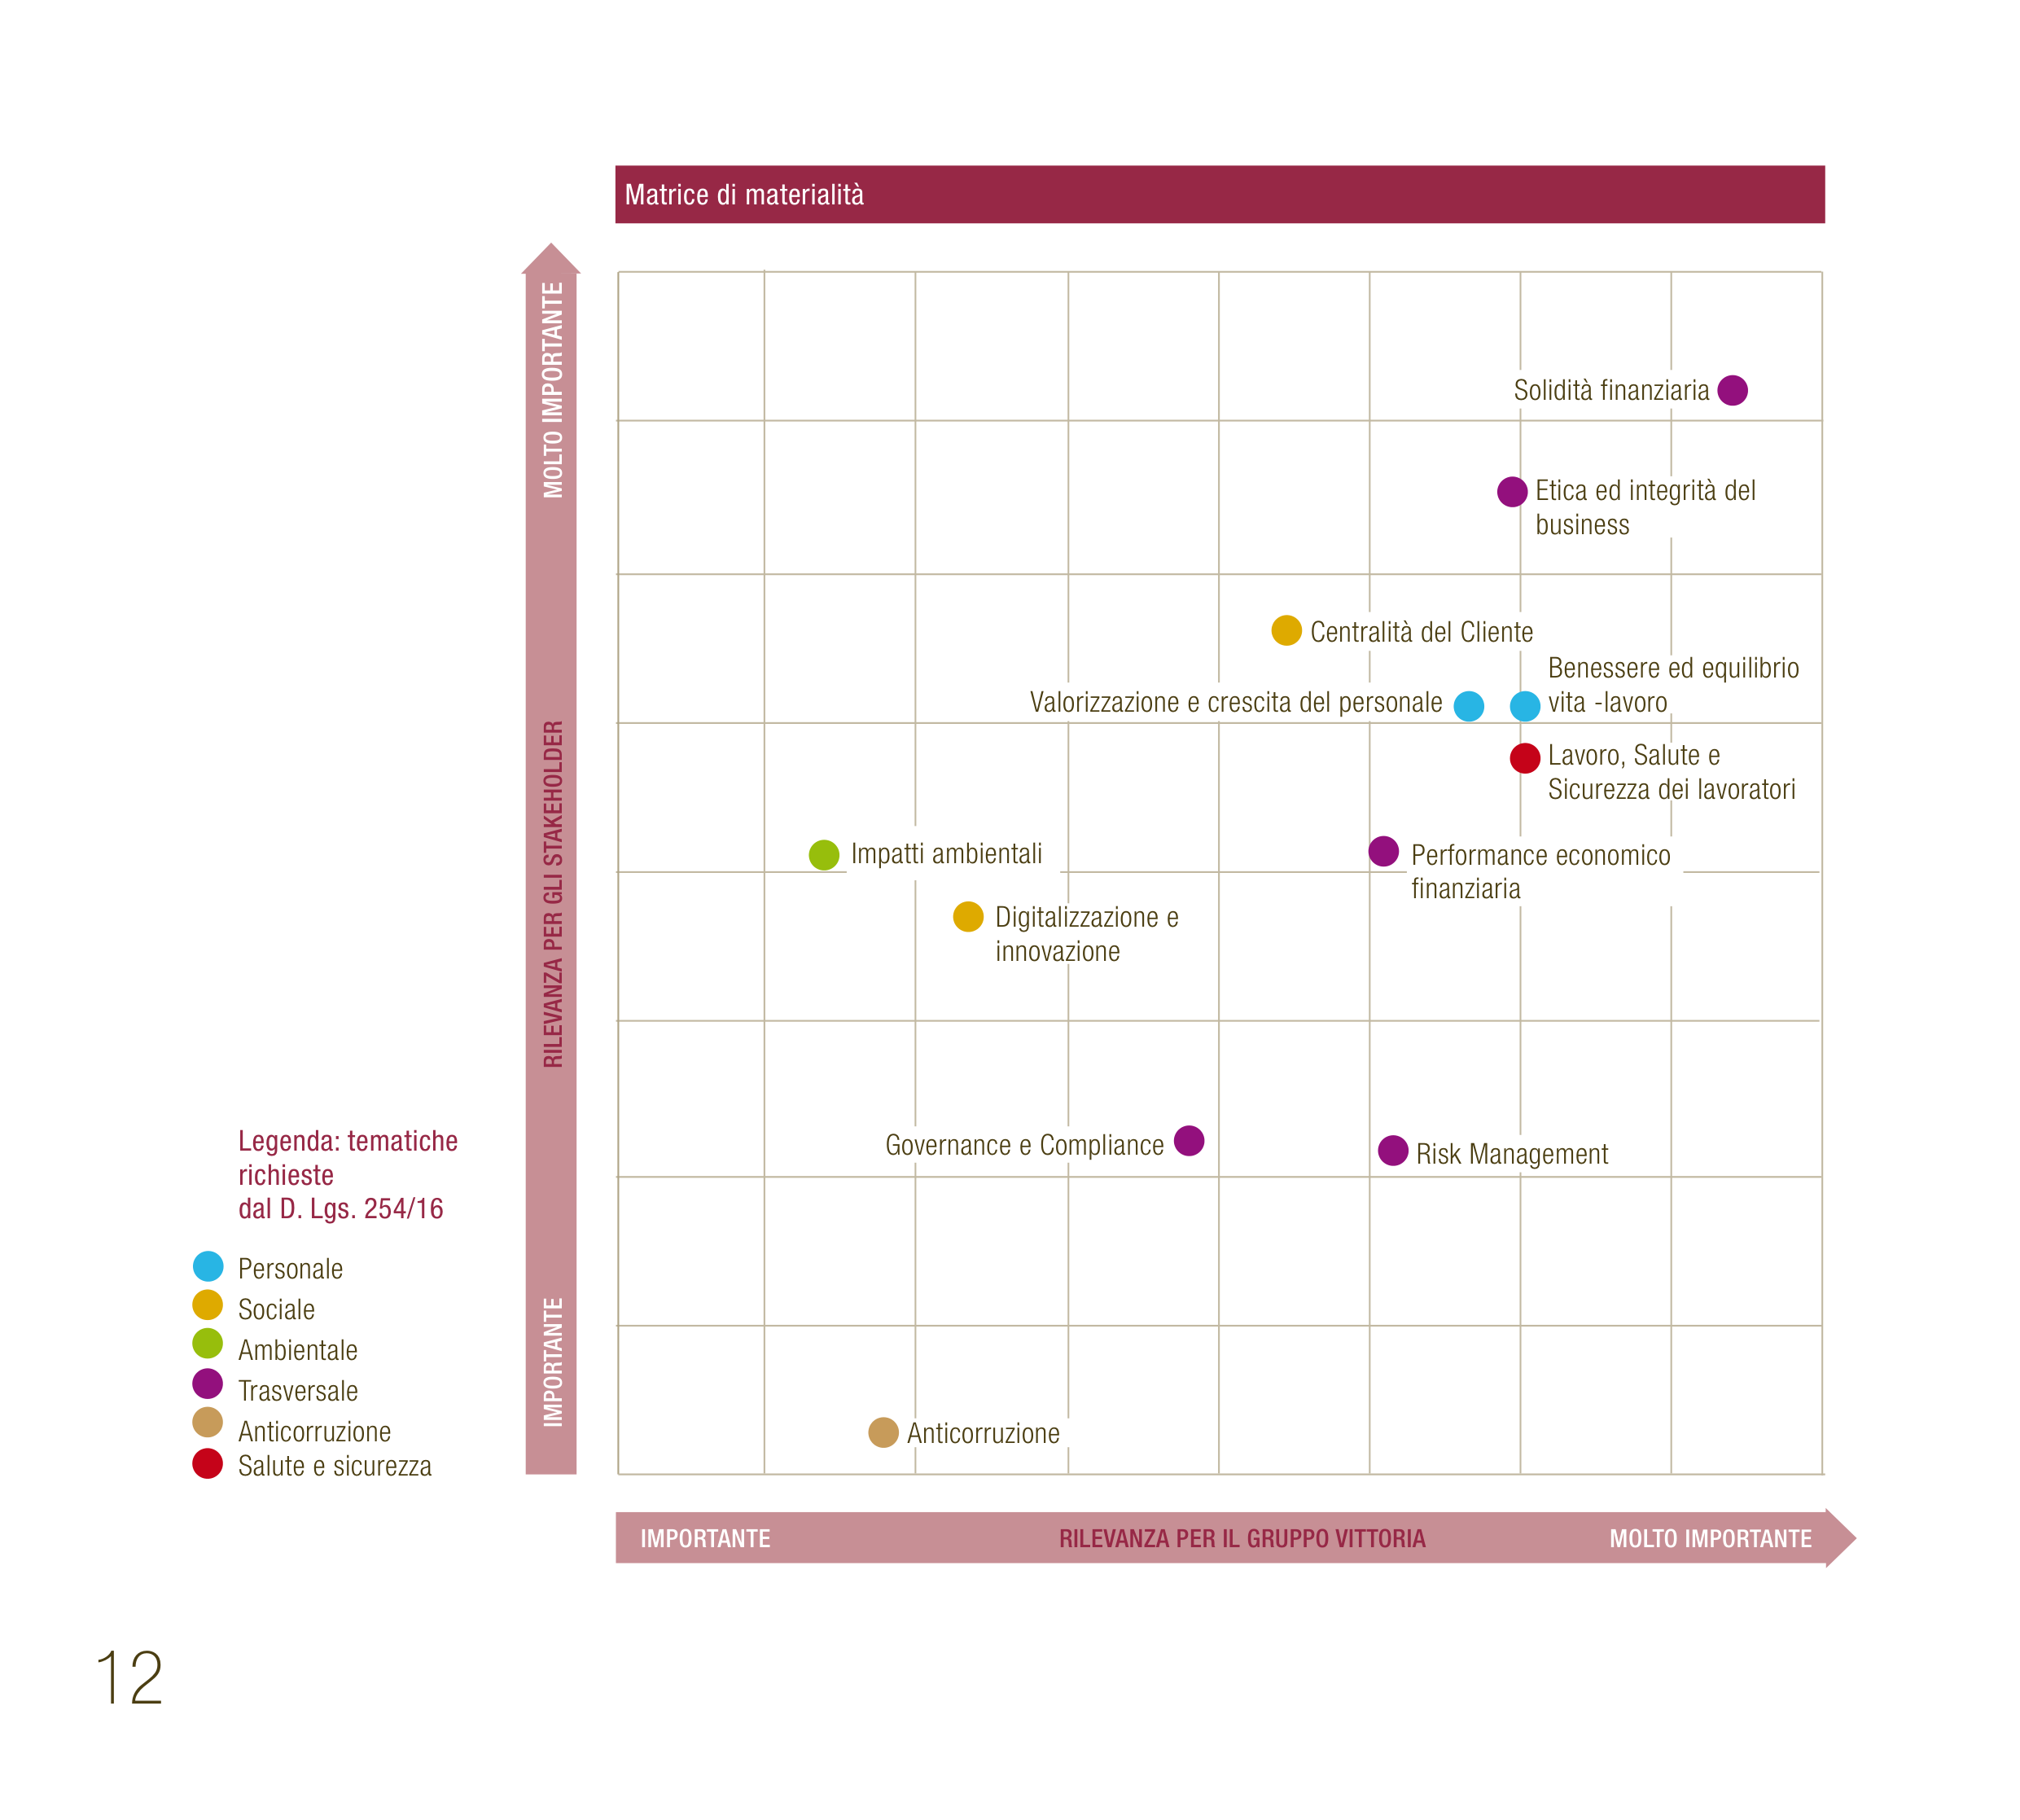 Matrice di materialità
MOLTO IMPORTANTE
RILEVANZA PER GLI STAKEHOLDER
IMPORTANTE
Solidità finanziaria
Etica ed integrità del
business
Centralità del Cliente
Benessere ed equilibrio
vita -lavoro
Valorizzazione e crescita del personale
Lavoro, Salute e
Sicurezza dei lavoratori
Impatti ambientali
Performance economico
finanziaria
Digitalizzazione e
innovazione
Governance e Compliance
Risk Management
Anticorruzione
Legenda: tematiche
richieste
dal D. Lgs. 254/16
Personale
Sociale
Ambientale
Trasversale
Anticorruzione
Salute e sicurezza
IMPORTANTE
RILEVANZA PER IL GRUPPO VITTORIA
MOLTO IMPORTANTE
12